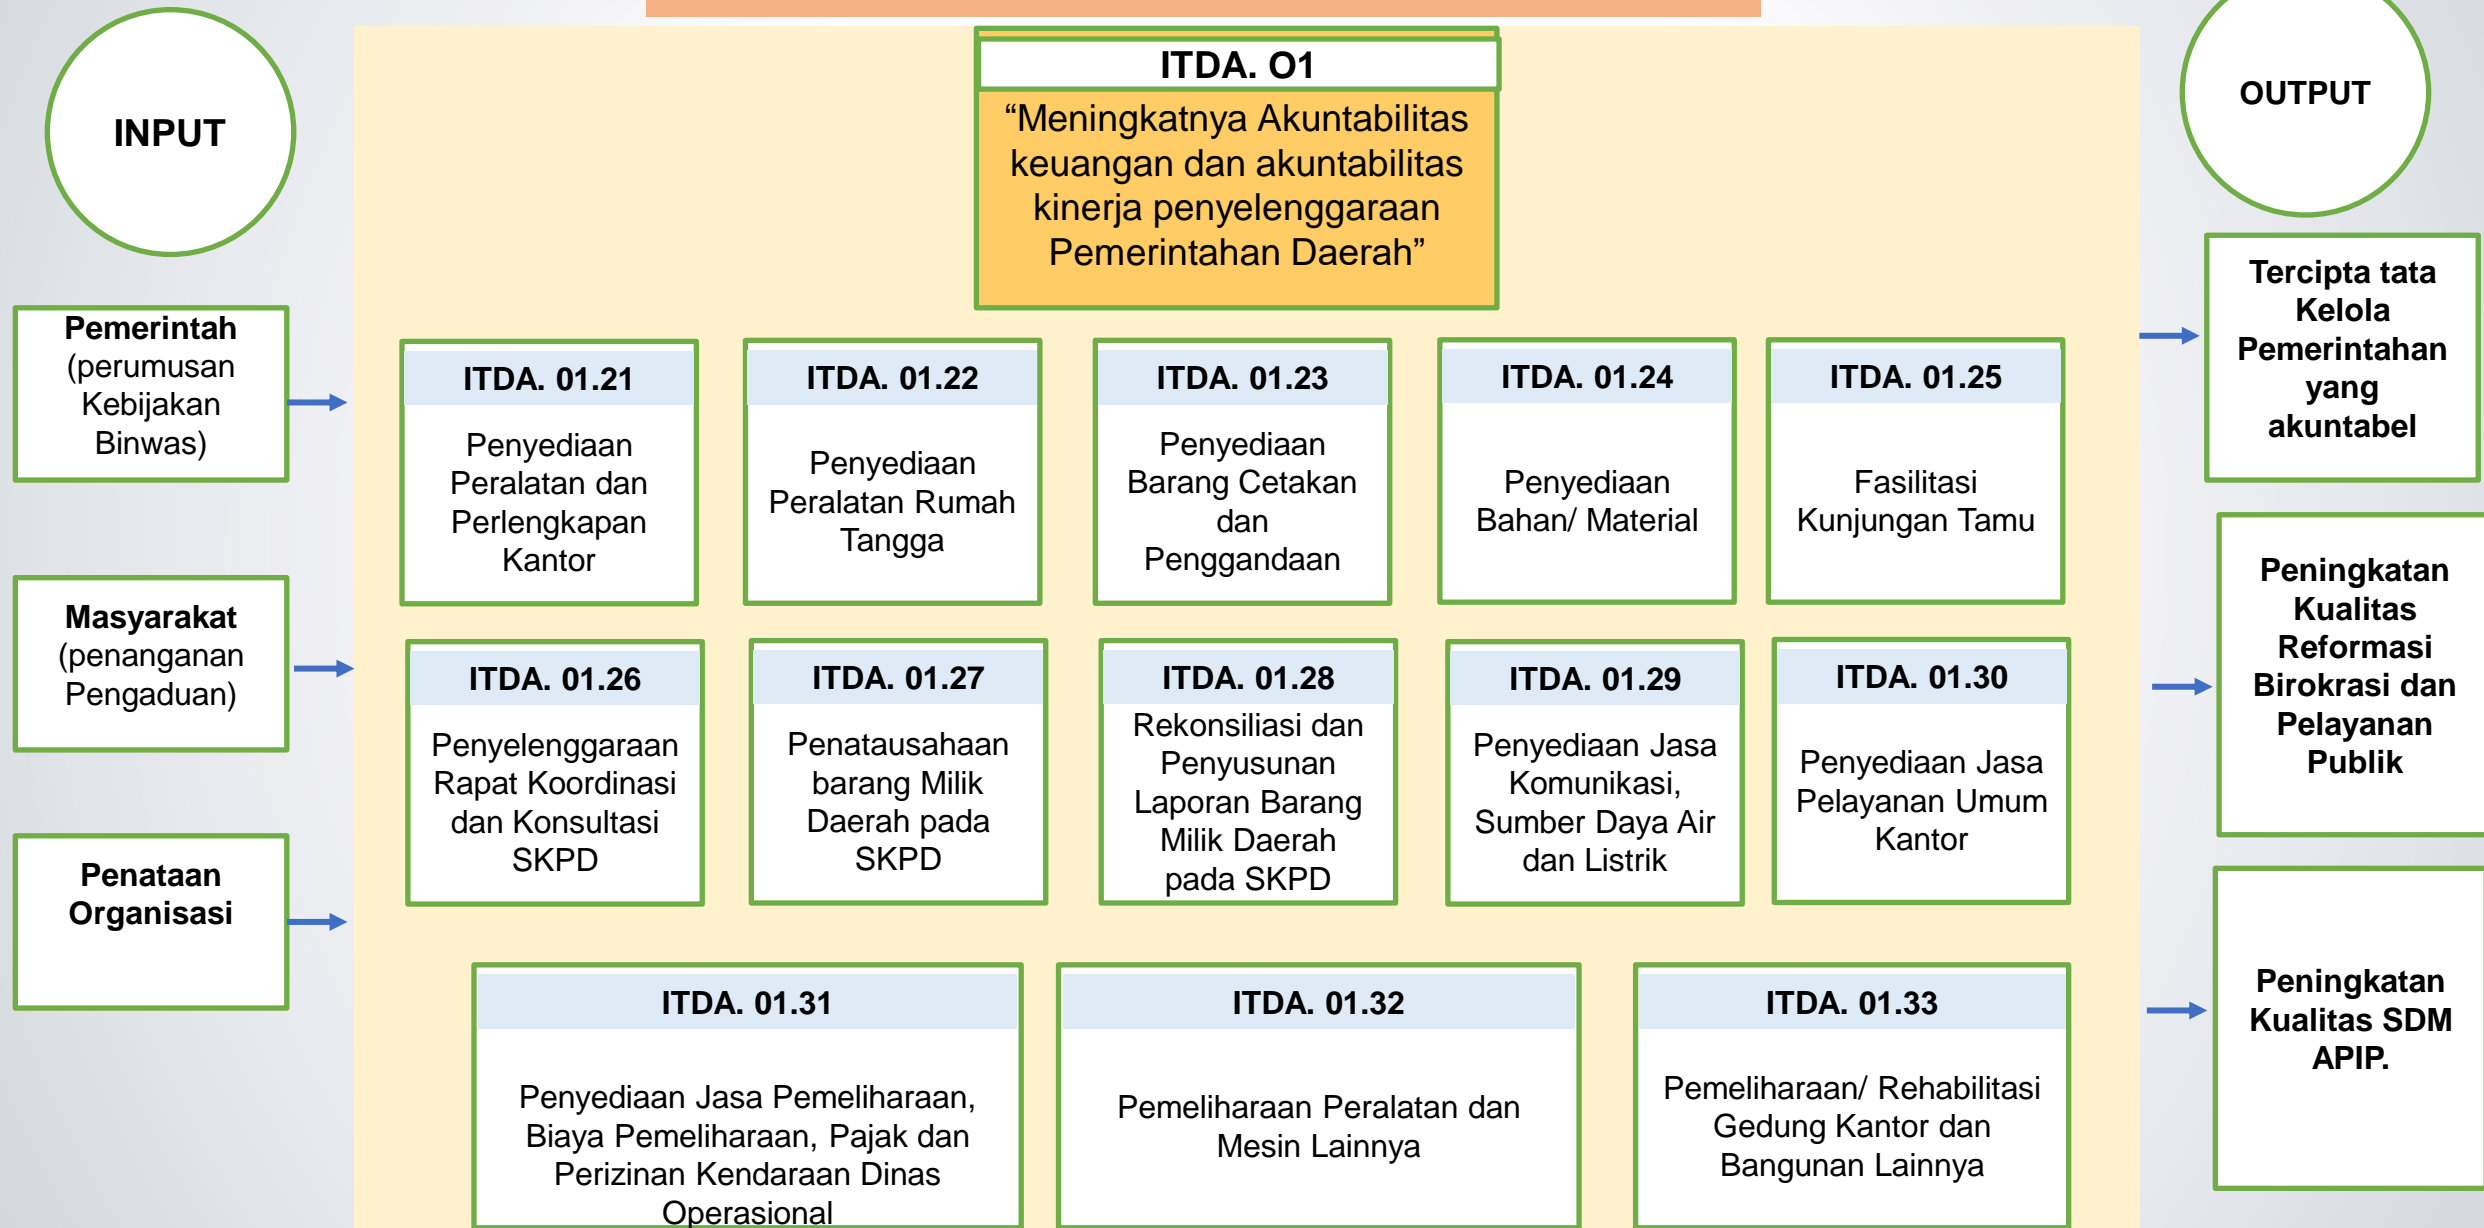 INPUT
Pemerintah
(perumusan
Kebijakan
Binwas)
Masyarakat
(penanganan
Pengaduan)
Penataan
Organisasi
ITDA. O1
“Meningkatnya Akuntabilitas
keuangan dan akuntabilitas
kinerja penyelenggaraan
Pemerintahan Daerah”
ITDA. 01.21
Penyediaan
Peralatan dan
Perlengkapan
Kantor
ITDA. 01.22
Penyediaan
Peralatan Rumah
Tangga
ITDA. 01.23
Penyediaan
Barang Cetakan
dan
Penggandaan
ITDA. 01.24
Penyediaan
Bahan/ Material
ITDA. 01.25
Fasilitasi
Kunjungan Tamu
ITDA. 01.26
Penyelenggaraan
Rapat Koordinasi
dan Konsultasi
SKPD
ITDA. 01.27
Penatausahaan
barang Milik
Daerah pada
SKPD
ITDA. 01.28
Rekonsiliasi dan
Penyusunan
Laporan Barang
Milik Daerah
pada SKPD
ITDA. 01.29
Penyediaan Jasa
Komunikasi,
Sumber Daya Air
dan Listrik
ITDA. 01.30
Penyediaan Jasa
Pelayanan Umum
Kantor
ITDA. 01.31
Penyediaan Jasa Pemeliharaan,
Biaya Pemeliharaan, Pajak dan
Perizinan Kendaraan Dinas
Operasional
ITDA. 01.32
Pemeliharaan Peralatan dan
Mesin Lainnya
ITDA. 01.33
Pemeliharaan/ Rehabilitasi
Gedung Kantor dan
Bangunan Lainnya
OUTPUT
Tercipta tata
Kelola
Pemerintahan
yang
akuntabel
Peningkatan
Kualitas
Reformasi
Birokrasi dan
Pelayanan
Publik
Peningkatan
Kualitas SDM
APIP.